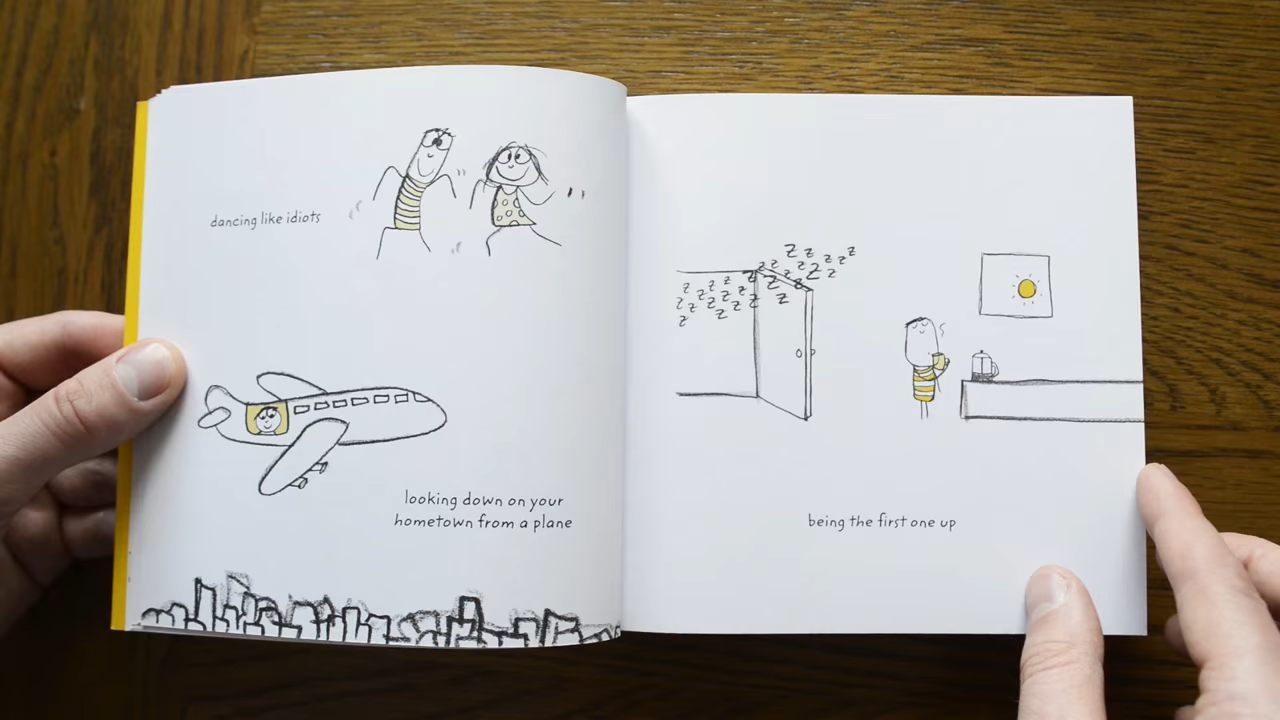 dancing like idiots
looking down on your
hometown from a plane
being the first one up